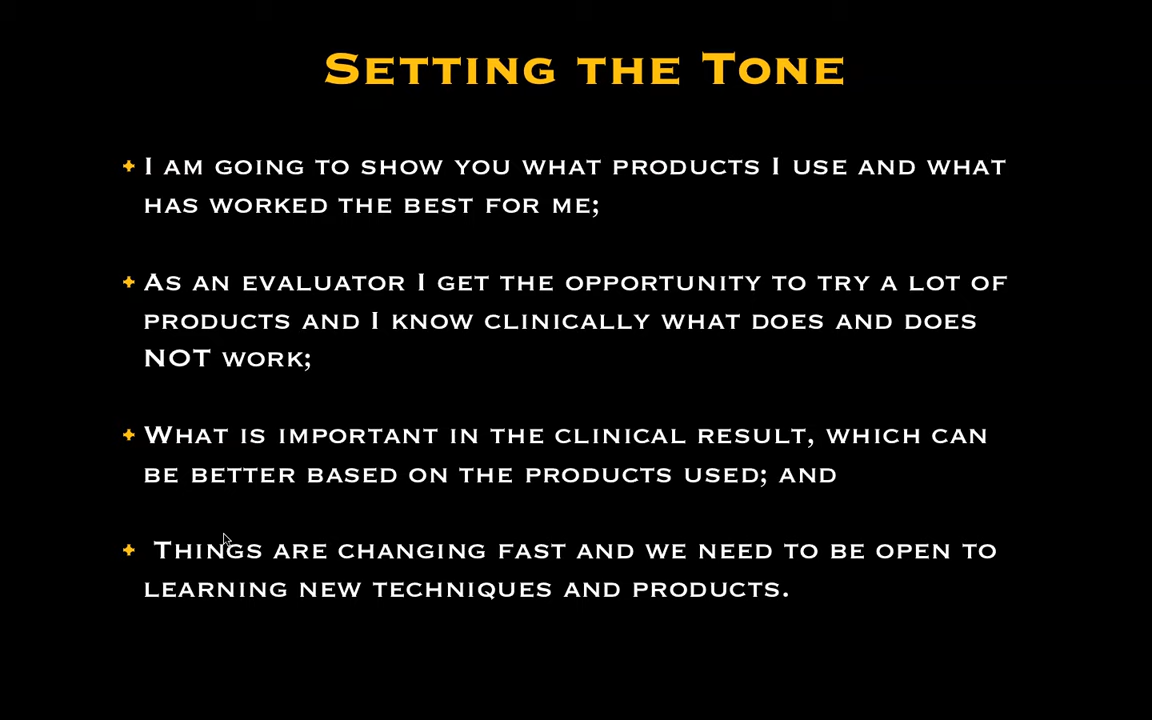 Setting the Tone
I am going to show you what products I use and what
has worked the best for me;
As an evaluator I get the opportunity to try a lot of
products and I know clinically what does and does
NOT work;
What is important in the clinical result, which can
be better based on the products used; and
Things are changing fast and we need to be open to
learning new techniques and products.